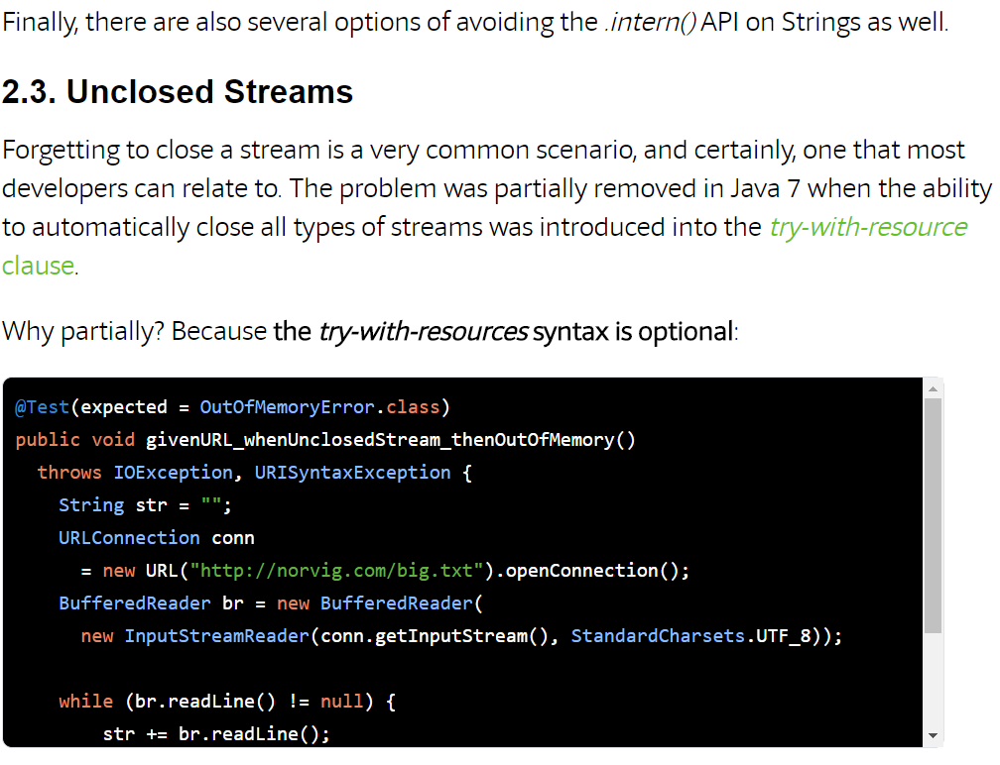 Finally, there are also several options of avoiding the .intern() API on Strings as well.
2.3. Unclosed Streams
Forgetting to close a stream is a very common scenario, and certainly, one that most
developers can relate to. The problem was partially removed in Java 7 when the ability
to automatically close all types of streams was introduced into the try-with-resource
clause.
Why partially? Because the try-with-resources syntax is optional:
@Test(expected = OutOfMemoryError.class)
public void givenURL_whenUnclosedStream_thenOutOfMemory()
  throws IOException, URISyntaxException {
    String str = "";
    URLConnection conn
      = new URL("http://norvig.com/big.txt").openConnection();
    BufferedReader br = new BufferedReader(
      new InputStreamReader(conn.getInputStream(), StandardCharsets.UTF_8));
    while (br.readLine() != null) {
        str += br.readLine();